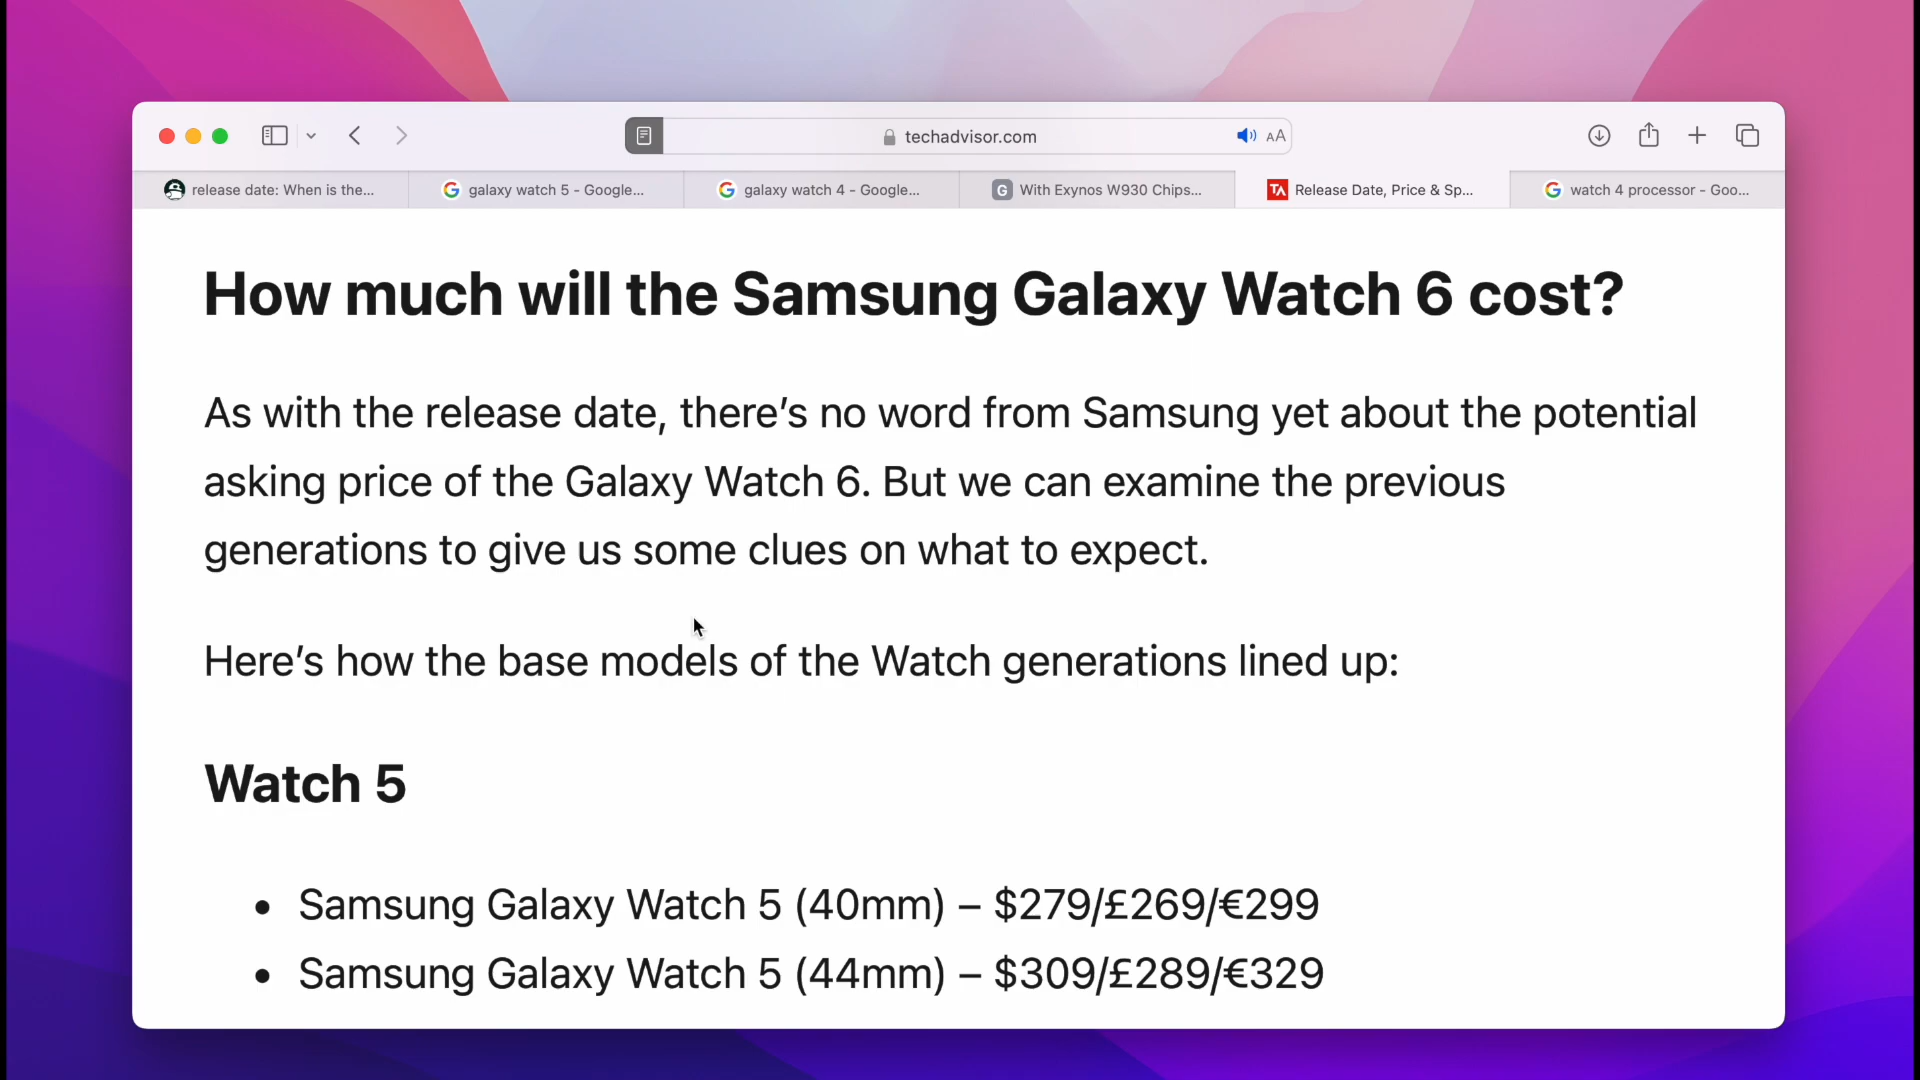 techadvisor.com
AA
release date: When is the...
G galaxy watch 5 - Google...
G galaxy watch 4 - Google...
G With Exynos W930 Chips...
TA Release Date, Price & Sp...
G watch 4 processor - Goo...
How much will the Samsung Galaxy Watch 6 cost?
As with the release date, there’s no word from Samsung yet about the potential
asking price of the Galaxy Watch 6. But we can examine the previous
generations to give us some clues on what to expect.
Here’s how the base models of the Watch generations lined up:
Watch 5
• Samsung Galaxy Watch 5 (40mm) – $279/£269/€299
• Samsung Galaxy Watch 5 (44mm) – $309/£289/€329